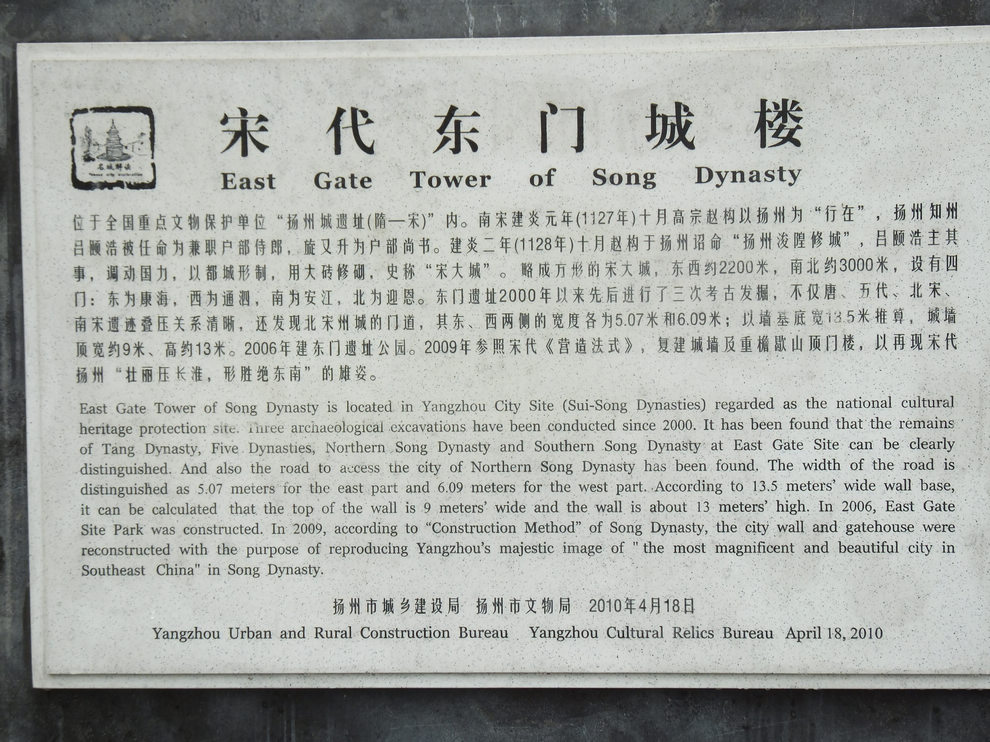 宋代东门城楼
East Gate Tower of Song Dynasty
名城解读
位于全国重点文物保护单位“扬州城遗址(隋—宋)”内。南宋建炎元年(1127年)十月高宗赵构以扬州为“行在”，扬州知州
吕颐浩被任命为兼职户部侍郎，旋又升为户部尚书。建炎二年(1128年)十月赵构于扬州诏命“扬州浚隍修城”，吕颐浩主其
事，调动国力，以都城形制，用大砖修砌，史称“宋大城”。略成方形的宋大城，东西约2200米，南北约3000米，设有四
门：东为康海，西为通泗，南为安江，北为迎恩。东门遗址2000年以来先后进行了三次考古发掘，不仅唐、五代、北宋、
南宋遗迹叠压关系清晰，还发现北宋州城的门道，其东、西两侧的宽度各为5.07米和6.09米；以墙基底宽13.5米推算，城墙
顶宽约9米、高约13米。2006年建东门遗址公园。2009年参照宋代《营造法式》，复建城墙及重檐歇山顶门楼，以再现宋代
扬州“壮丽压长淮，形胜绝东南”的雄姿。
East Gate Tower of Song Dynasty is located in Yangzhou City Site (Sui-Song Dynasties) regarded as the national cultural
heritage protection site. Three archaeological excavations have been conducted since 2000. It has been found that the remains
of Tang Dynasty, Five Dynasties, Northern Song Dynasty and Southern Song Dynasty at East Gate Site can be clearly
distinguished. And also the road to access the city of Northern Song Dynasty has been found. The width of the road is
distinguished as 5.07 meters for the east part and 6.09 meters for the west part. According to 13.5 meters' wide wall base,
it can be calculated that the top of the wall is 9 meters' wide and the wall is about 13 meters' high. In 2006, East Gate
Site Park was constructed. In 2009, according to “Construction Method” of Song Dynasty, the city wall and gatehouse were
reconstructed with the purpose of reproducing Yangzhou's majestic image of "the most magnificent and beautiful city in
Southeast China" in Song Dynasty.
扬州市城乡建设局 扬州市文物局 2010年4月18日
Yangzhou Urban and Rural Construction Bureau Yangzhou Cultural Relics Bureau April 18, 2010